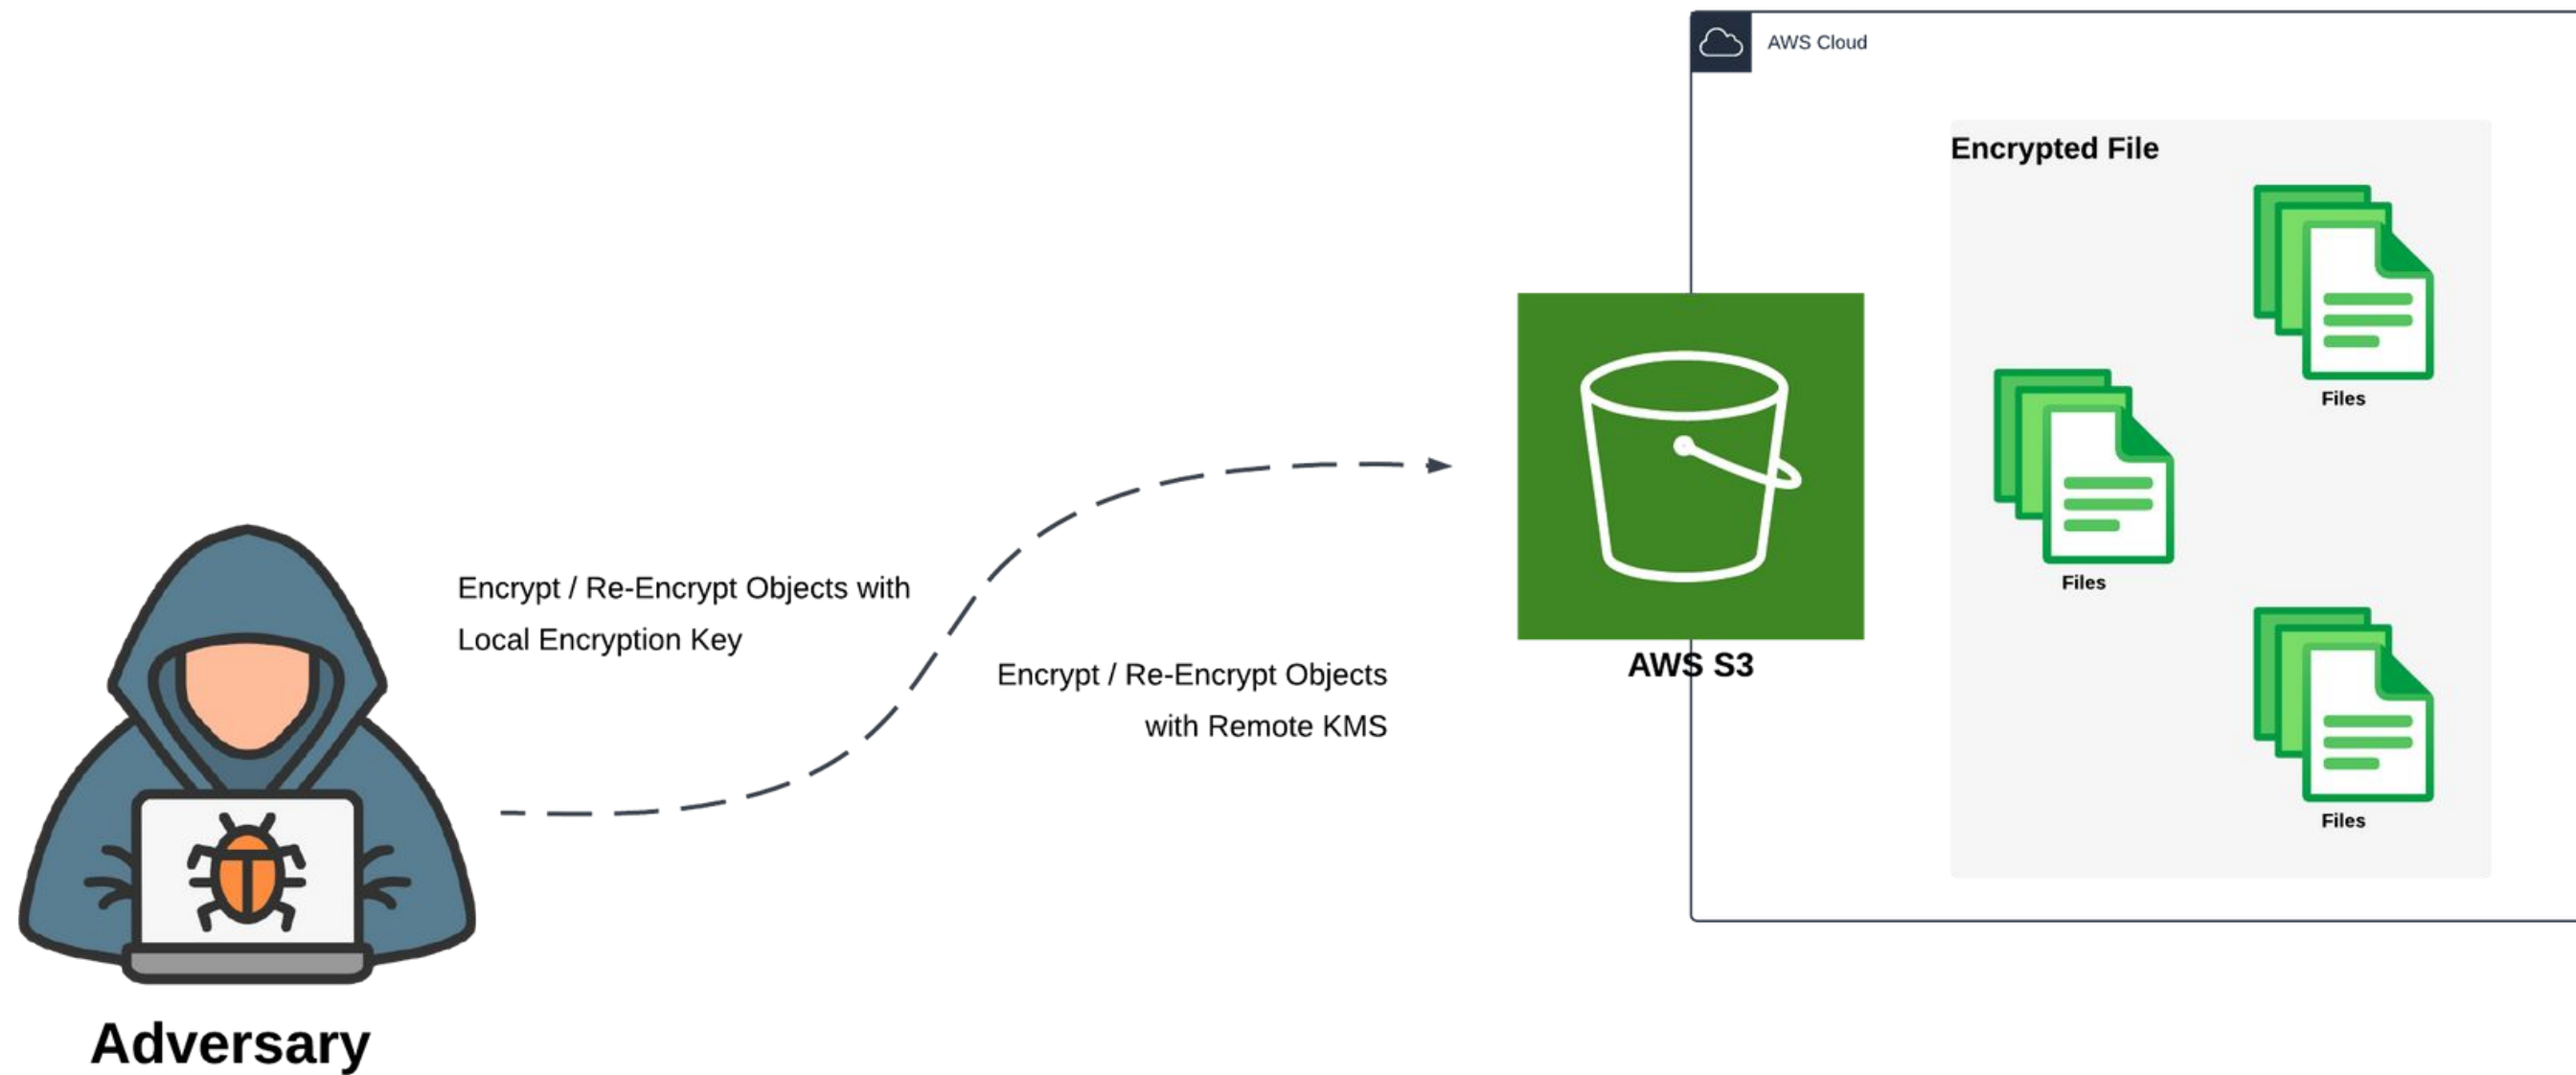 AWS Cloud
Encrypted File
Files
Files
Encrypt / Re-Encrypt Objects with
Local Encryption Key
AWS S3
Encrypt / Re-Encrypt Objects
with Remote KMS
Files
Adversary